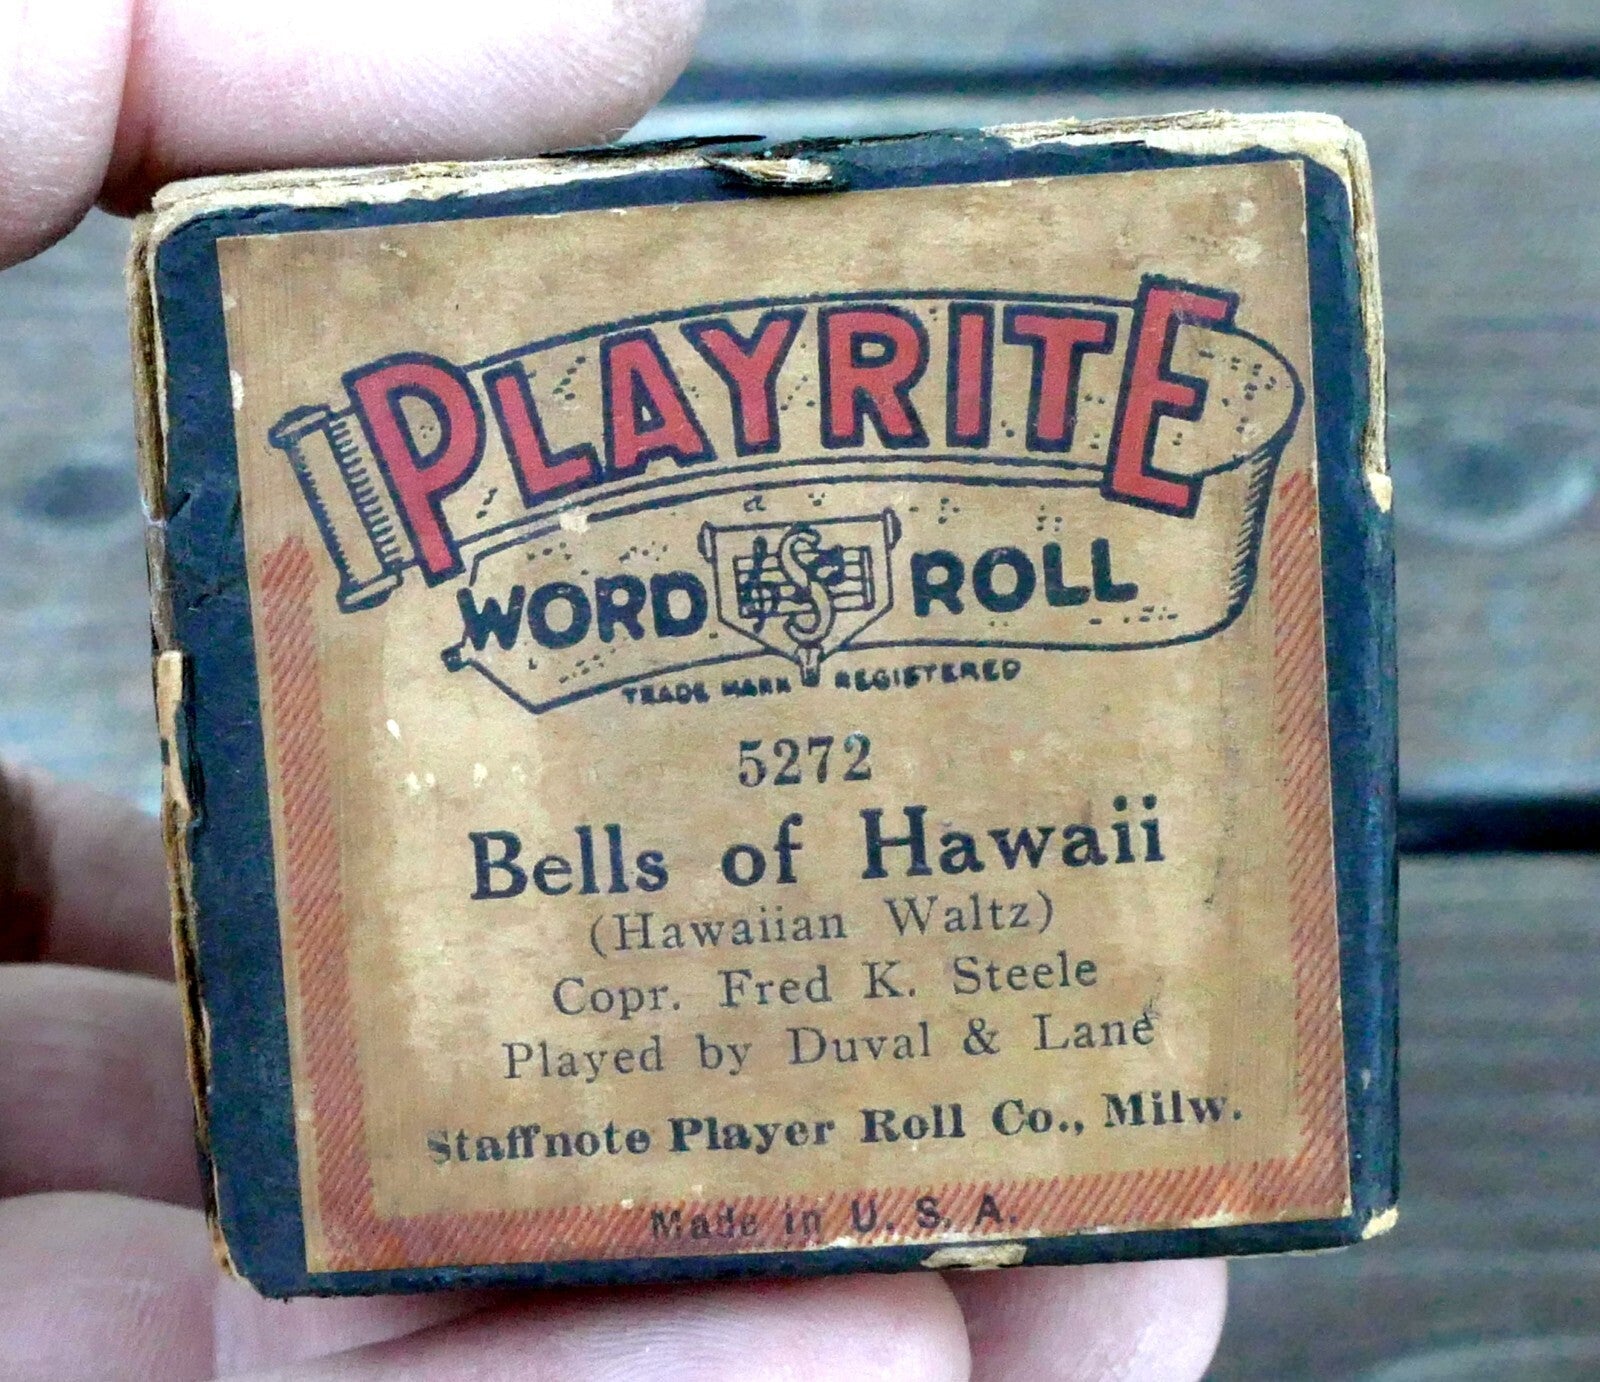 PLAYRITE
WORD S ROLL
TRADE MARK REGISTERED
5272
Bells of Hawaii
(Hawaiian Waltz)
Copr. Fred K. Steele
Played by Duval & Lane
Staffnote Player Roll Co., Milw.
Made in U. S. A.